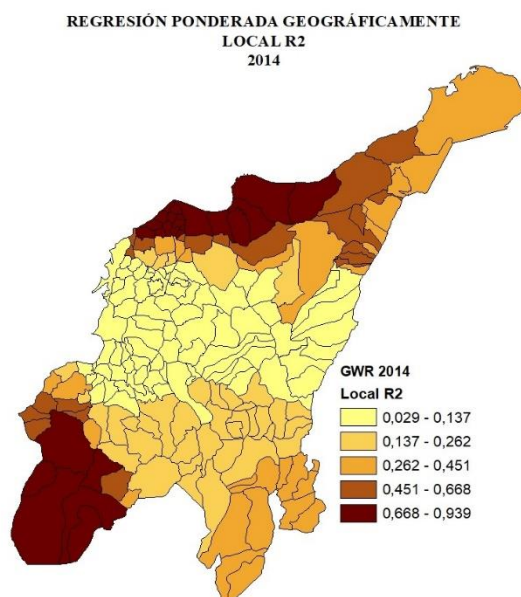 REGRESIÓN PONDERADA GEOGRÁFICAMENTE
LOCAL R2
2014
GWR 2014
Local R2
0,029 - 0,137
0,137 - 0,262
0,262 - 0,451
0,451 - 0,668
0,668 - 0,939